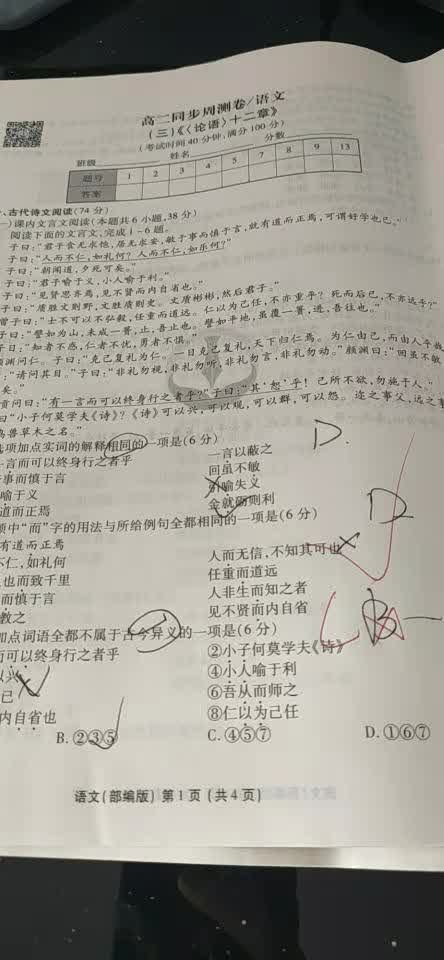 高二同步周测卷/语文
(三)《〈论语〉十二章》
(考试时间40分钟,满分100分)
班级 姓名 分数
题号 1 2 3 4 5 6 7 8 9 13
答案
、古代诗文阅读(74分)
一)课内文言文阅读(本题共6小题,38分)
阅读下面的文言文,完成1-6题。
子曰:“君子食无求饱,居无求安,敏于事而慎于言,就有道而正焉,可谓好学也已。”
子曰:“人而不仁,如礼何?人而不仁,如乐何?”
子曰:“朝闻道,夕死可矣。”
子曰:“君子喻于义,小人喻于利。”
子曰:“见贤思齐焉,见不贤而内自省也。”
子曰:“质胜文则野,文胜质则史。文质彬彬,然后君子。”
曾子曰:“士不可以不弘毅,任重而道远。仁以为己任,不亦重乎?死而后已,不亦远乎?”
子曰:“譬如为山,未成一篑,止,吾止也。譬如平地,虽覆一篑,进,吾往也。”
子曰:“知者不惑,仁者不忧,勇者不惧。”
颜渊问仁。子曰:“克己复礼为仁。一日克己复礼,天下归仁焉。为仁由己,而由人乎哉
:“请问其目。”子曰:“非礼勿视,非礼勿听,非礼勿言,非礼勿动。”颜渊曰:“回虽不敏
矣。”
贡问曰:“有一言而可以终身行之者乎?”子曰:“其‘恕’乎!己所不欲,勿施于人。”
曰:“小子何莫学夫《诗》?《诗》可以兴,可以观,可以群,可以怨。迩之事父,远之事
鸟兽草木之名。”
选项加点实词的解释相同的一项是(6分)
D.
一言而可以终身行之者乎 一言以蔽之
事而慎于言 回虽不敏
喻于义 引喻失义
道而正焉 金就砺则利
D
项中“而”字的用法与所给例句全都相同的一项是(6分)
有道而正焉
不仁,如礼何 人而无信,不知其可也
也而致千里 任重而道远
而慎于言 人非生而知之者
教之 见不贤而内自省
B
加点词语全都不属于古今异义的一项是(6分)
而可以终身行之者乎 ②小子何莫学夫《诗》
以兴 ④小人喻于利
己 ⑥吾从而师之
内自省也 ⑧仁以为己任
B.②③⑤ C.④⑤⑦ D.①⑥⑦
语文(部编版) 第1页(共4页)